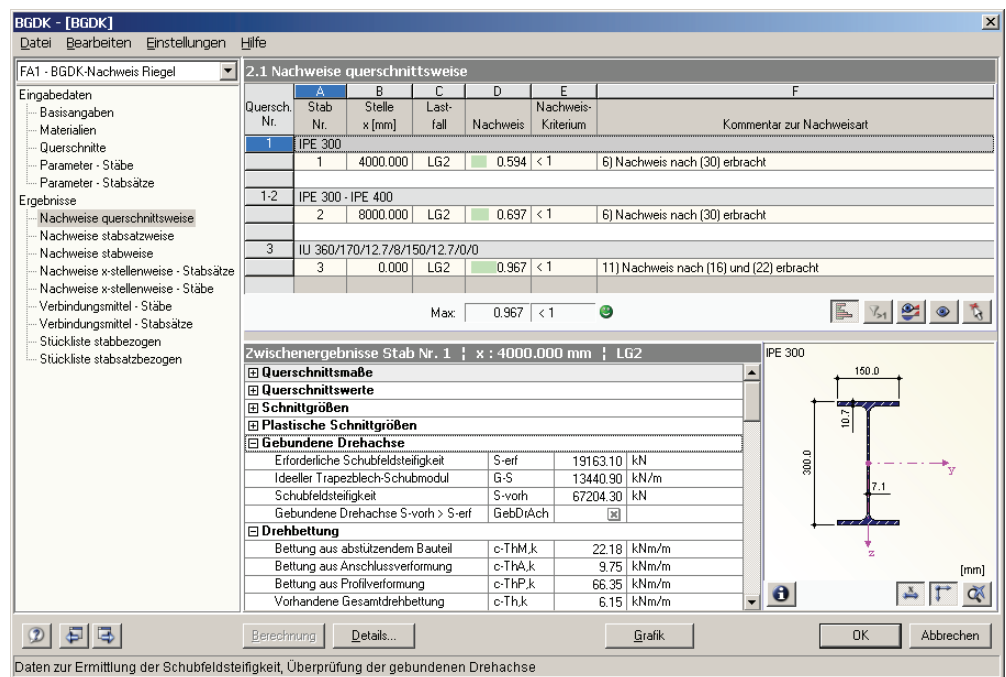 BGDK - [BGDK]
Datei Bearbeiten Einstellungen Hilfe
FA1 - BGDK-Nachweis Riegel
Eingabedaten
Basisangaben
Materialien
Querschnitte
Parameter - Stäbe
Parameter - Stabsätze
Ergebnisse
Nachweise querschnittsweise
Nachweise stabsatzweise
Nachweise stabweise
Nachweise x-stellenweise - Stabsätze
Nachweise x-stellenweise - Stäbe
Verbindungsmittel - Stäbe
Verbindungsmittel - Stabsätze
Stückliste stabbezogen
Stückliste stabsatzbezogen
2.1 Nachweise querschnittsweise
A B C D E F
Quersch. Stab Stelle Last- Nachweis-
Nr. Nr. x [mm] fall Nachweis Kriterium Kommentar zur Nachweisart
1 IPE 300
1 4000.000 LG2 0.594 < 1 6) Nachweis nach (30) erbracht
1-2 IPE 300 - IPE 400
2 8000.000 LG2 0.697 < 1 6) Nachweis nach (30) erbracht
3 IU 360/170/12.7/8/150/12.7/0/0
3 0.000 LG2 0.967 < 1 11) Nachweis nach (16) und (22) erbracht
Max: 0.967 < 1
Zwischenergebnisse Stab Nr. 1 ¦ x : 4000.000 mm ¦ LG2
Querschnittsmaße
Querschnittswerte
Schnittgrößen
Plastische Schnittgrößen
Gebundene Drehachse
Erforderliche Schubfeldsteifigkeit S-erf 19163.10 kN
Ideeller Trapezblech-Schubmodul G-S 13440.90 kN/m
Schubfeldsteifigkeit S-vorh 67204.30 kN
Gebundene Drehachse S-vorh > S-erf GebDrAch
Drehbettung
Bettung aus abstützendem Bauteil c-ThM,k 22.18 kNm/m
Bettung aus Anschlussverformung c-ThA,k 9.75 kNm/m
Bettung aus Profilverformung c-ThP,k 66.35 kNm/m
Vorhandene Gesamtdrehbettung c-Th,k 6.15 kNm/m
IPE 300
150.0
10.7
300.0
7.1
y
z
[mm]
Berechnung Details... Grafik OK Abbrechen
Daten zur Ermittlung der Schubfeldsteifigkeit, Überprüfung der gebundenen Drehachse